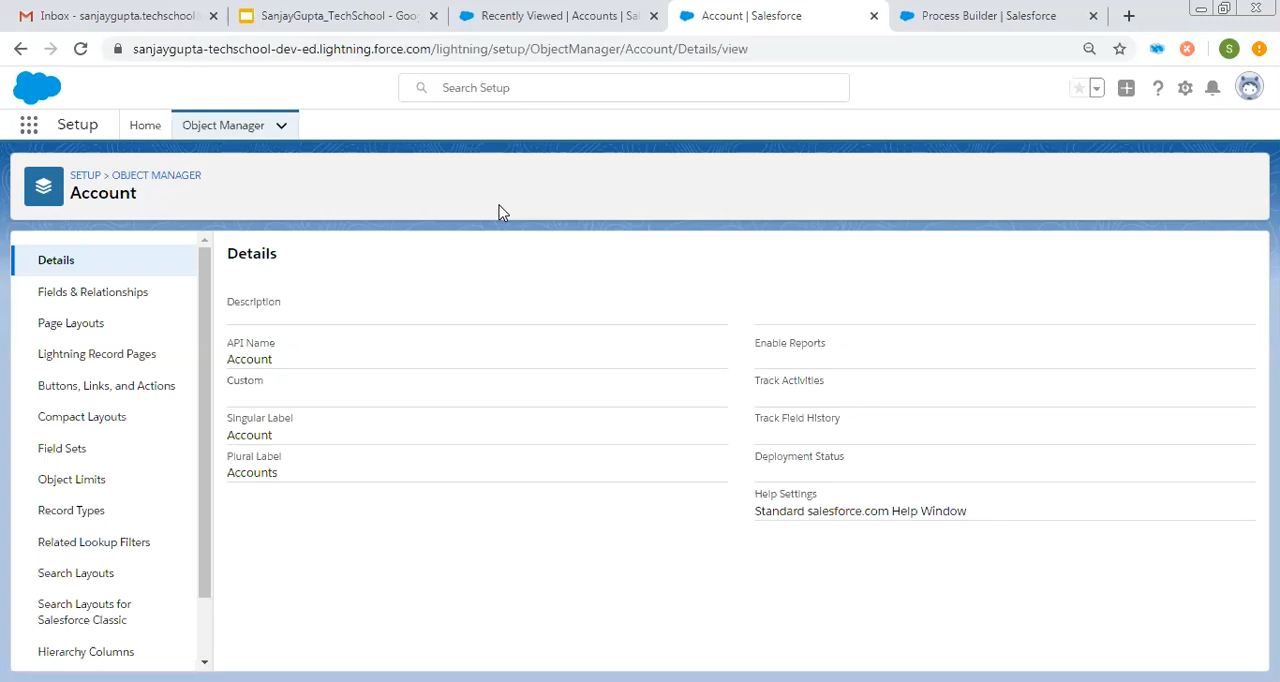 Inbox - sanjaygupta.techschool
SanjayGupta_TechSchool - Goo
Recently Viewed | Accounts | Sal
Account | Salesforce
Process Builder | Salesforce
sanjaygupta-techschool-dev-ed.lightning.force.com/lightning/setup/ObjectManager/Account/Details/view
S
Search Setup
Setup
Home
Object Manager
SETUP > OBJECT MANAGER
Account
Details
Fields & Relationships
Page Layouts
Lightning Record Pages
Buttons, Links, and Actions
Compact Layouts
Field Sets
Object Limits
Record Types
Related Lookup Filters
Search Layouts
Search Layouts for
Salesforce Classic
Hierarchy Columns
Details
Description
API Name
Account
Custom
Singular Label
Account
Plural Label
Accounts
Enable Reports
Track Activities
Track Field History
Deployment Status
Help Settings
Standard salesforce.com Help Window